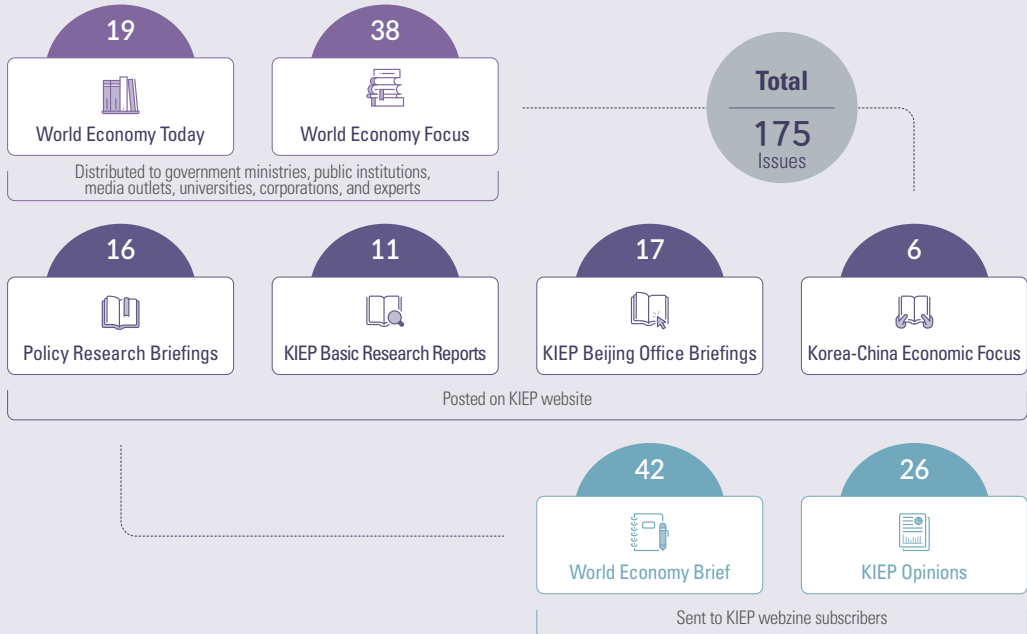 19
World Economy Today
38
World Economy Focus
Distributed to government ministries, public institutions,
media outlets, universities, corporations, and experts
Total
175
Issues
16
Policy Research Briefings
11
KIEP Basic Research Reports
17
KIEP Beijing Office Briefings
6
Korea-China Economic Focus
Posted on KIEP website
42
World Economy Brief
26
KIEP Opinions
Sent to KIEP webzine subscribers